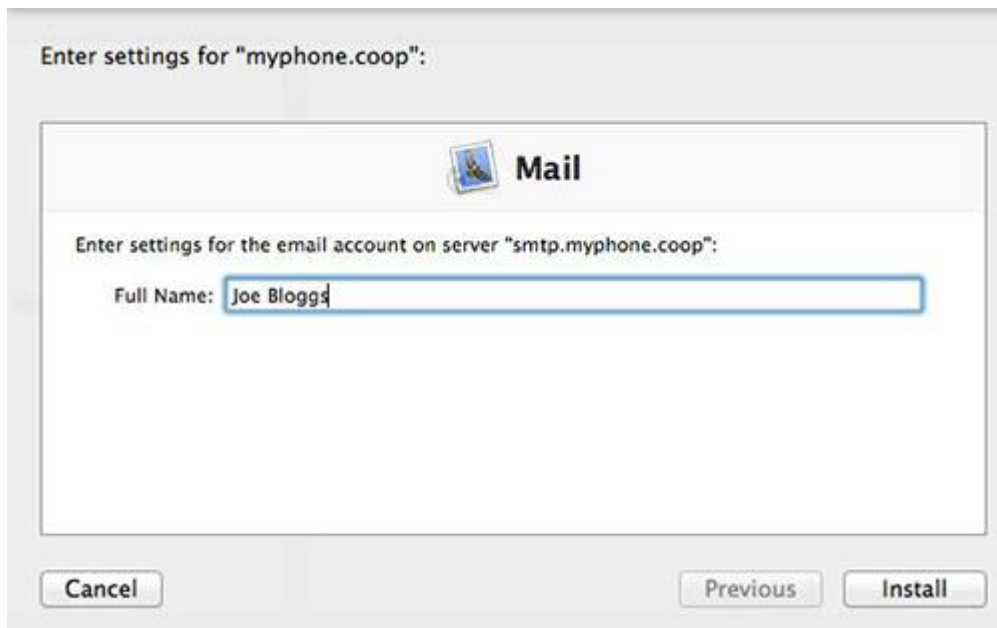 Enter settings for "myphone.coop":
Mail
Enter settings for the email account on server "smtp.myphone.coop":
Full Name: Joe Bloggs
Cancel Previous Install